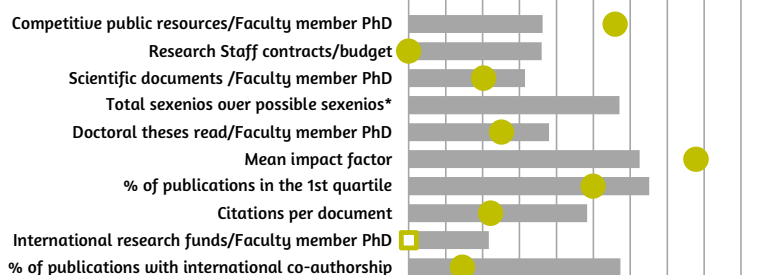 Competitive public resources/Faculty member PhD
Research Staff contracts/budget
Scientific documents /Faculty member PhD
Total sexenios over possible sexenios*
Doctoral theses read/Faculty member PhD
Mean impact factor
% of publications in the 1st quartile
Citations per document
International research funds/Faculty member PhD
% of publications with international co-authorship